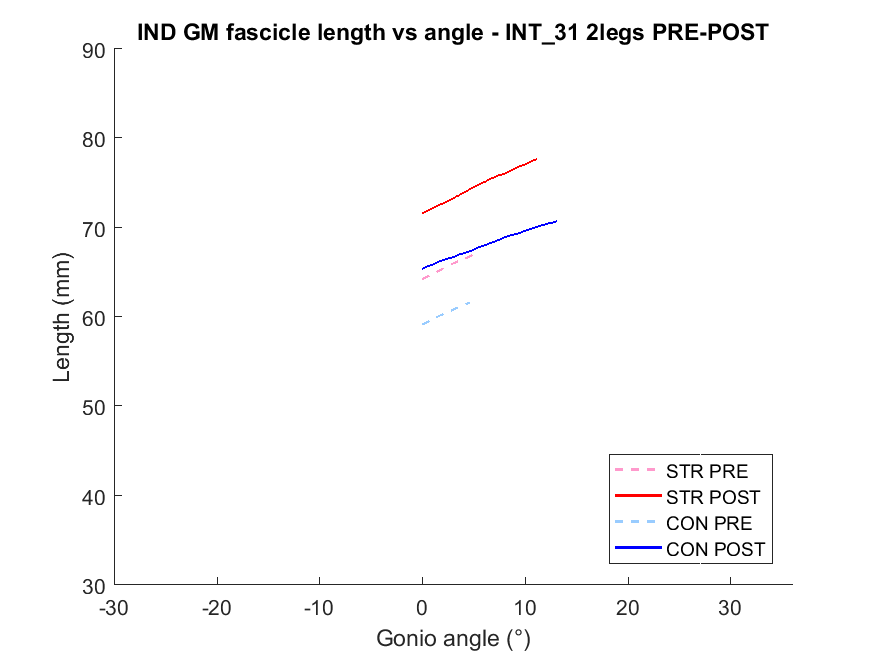 IND GM fascicle length vs angle - INT_31 2legs PRE-POST
90
80
70
60
50
40
30
Length (mm)
-30
-20
-10
0
10
20
30
Gonio angle (°)
STR PRE
STR POST
CON PRE
CON POST